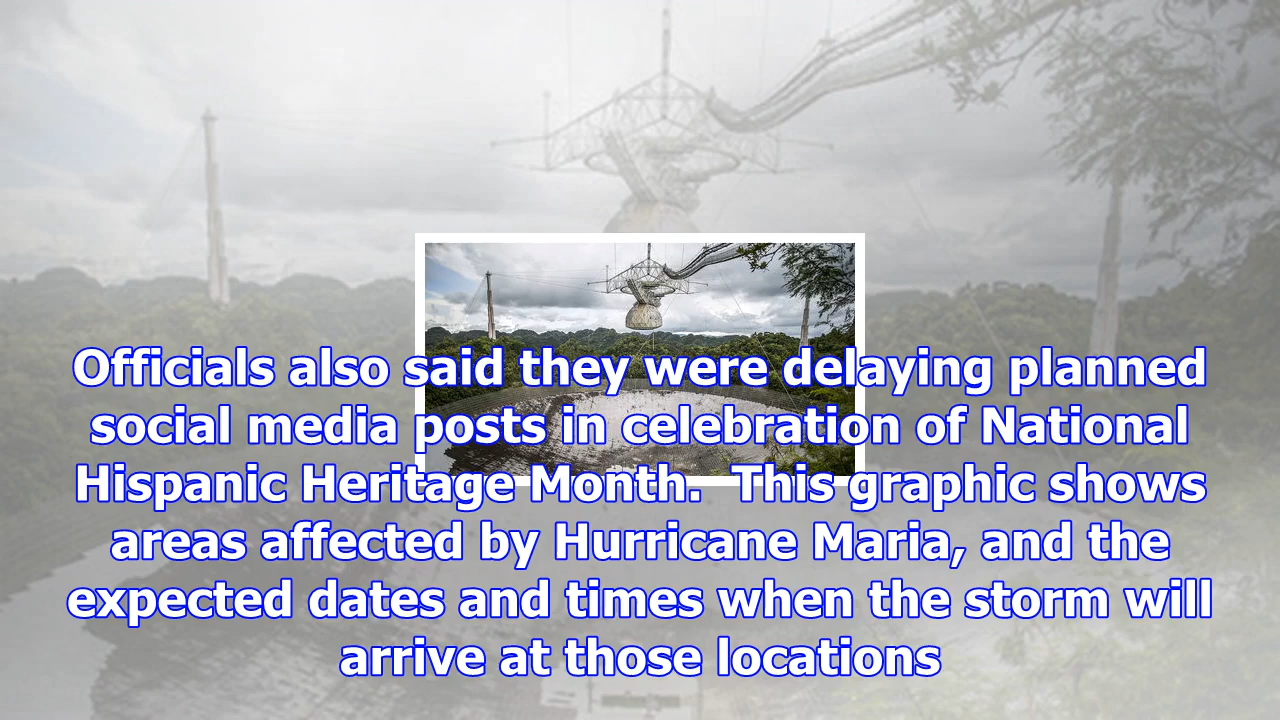 Officials also said they were delaying planned
social media posts in celebration of National
Hispanic Heritage Month.  This graphic shows
areas affected by Hurricane Maria, and the
expected dates and times when the storm will
arrive at those locations